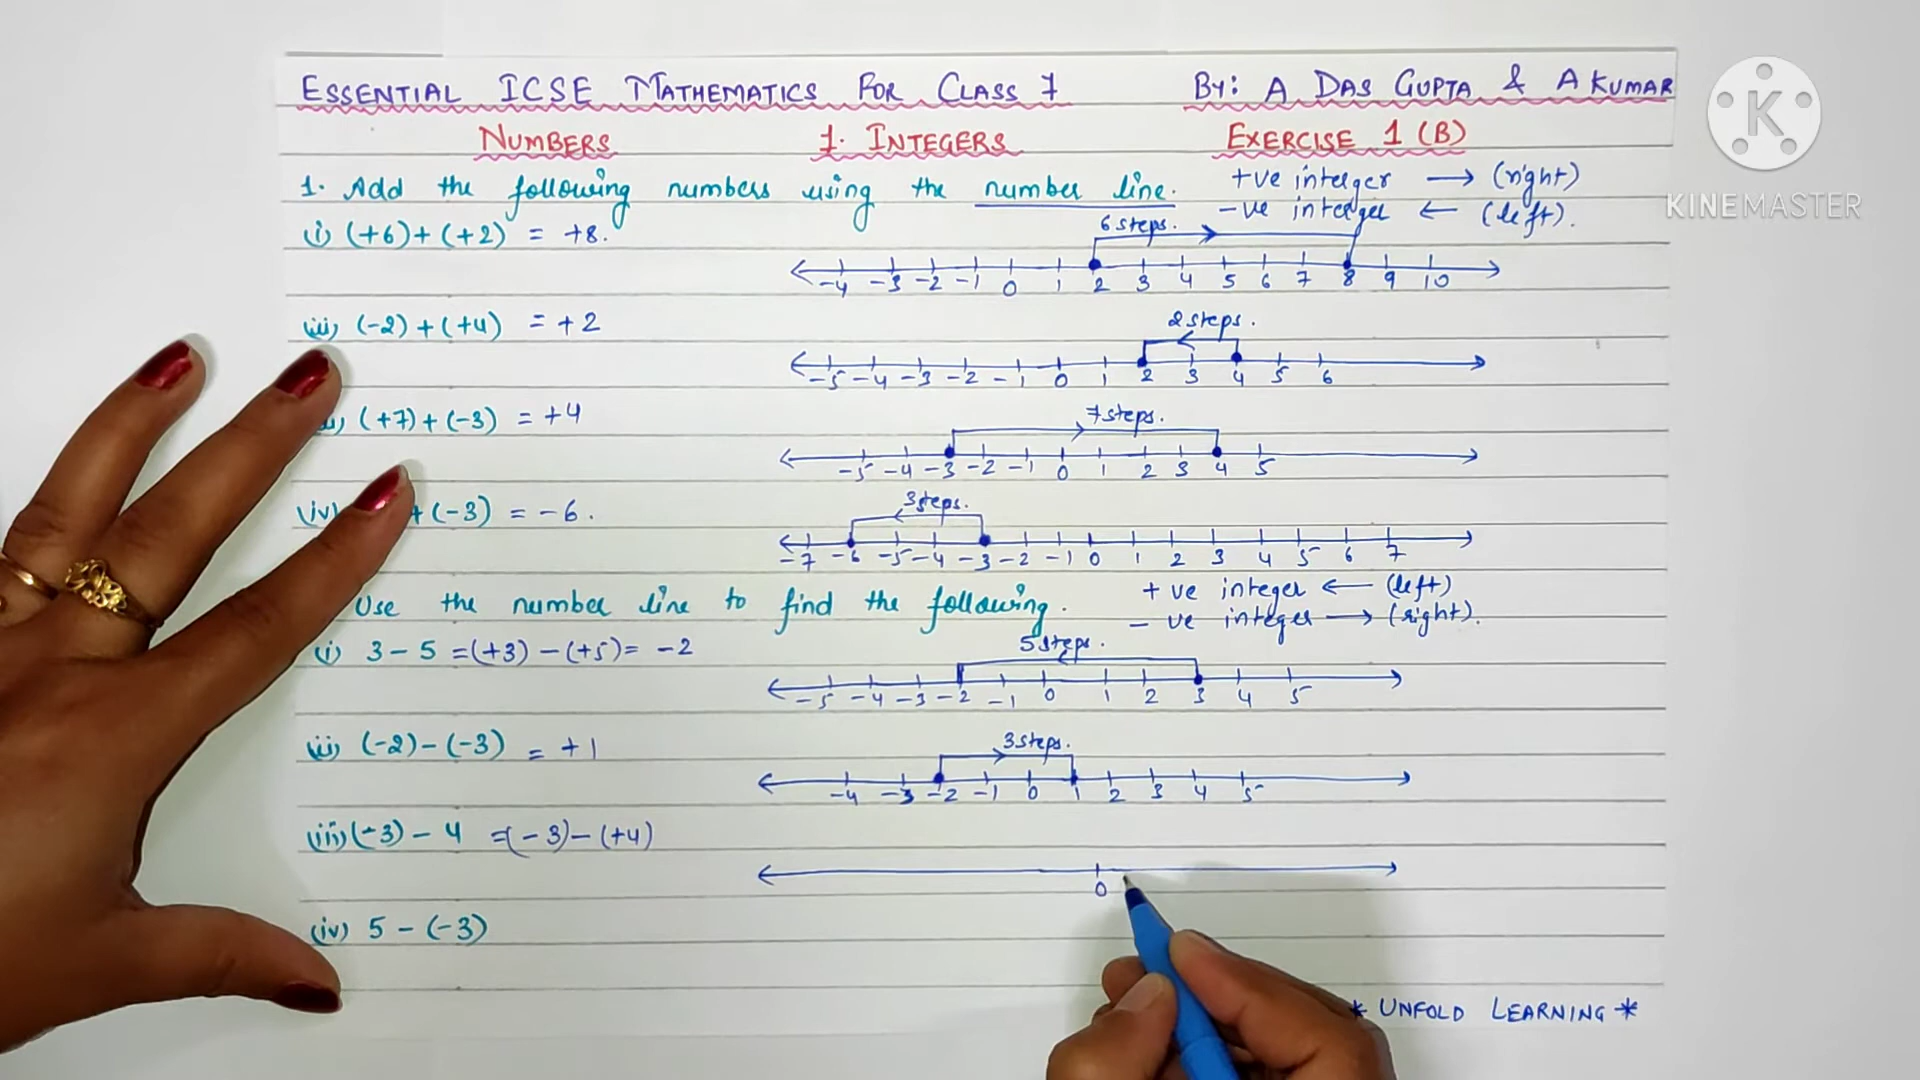 ESSENTIAL ICSE MATHEMATICS FOR CLASS 7 BY: A DAS GUPTA & A KUMAR
K
KINEMASTER
NUMBERS 1. INTEGERS EXERCISE 1 (B)
1. Add the following numbers using the number line. +ve interger → (right)
-ve interger ← (left).
(i) (+6)+(+2) = +8. 6 steps.
-4 -3 -2 -1 0 1 2 3 4 5 6 7 8 9 10
(ii) (-2)+(+4) = +2 2 steps.
-5 -4 -3 -2 -1 0 1 2 3 4 5 6
(+7)+(-3) = +4 7 steps.
-5 -4 -3 -2 -1 0 1 2 3 4 5
(iv) +(-3) = -6. 3 steps.
-7 -6 -5 -4 -3 -2 -1 0 1 2 3 4 5 6 7
Use the number line to find the following. +ve integer ← (left)
-ve integer → (right).
(i) 3 - 5 = (+3) - (+5) = -2 5 steps.
-5 -4 -3 -2 -1 0 1 2 3 4 5
(ii) (-2)-(-3) = +1 3 steps.
-4 -3 -2 -1 0 1 2 3 4 5
(iii) (-3) - 4 =(-3)-(+4)
0
(iv) 5 - (-3)
* UNFOLD LEARNING *